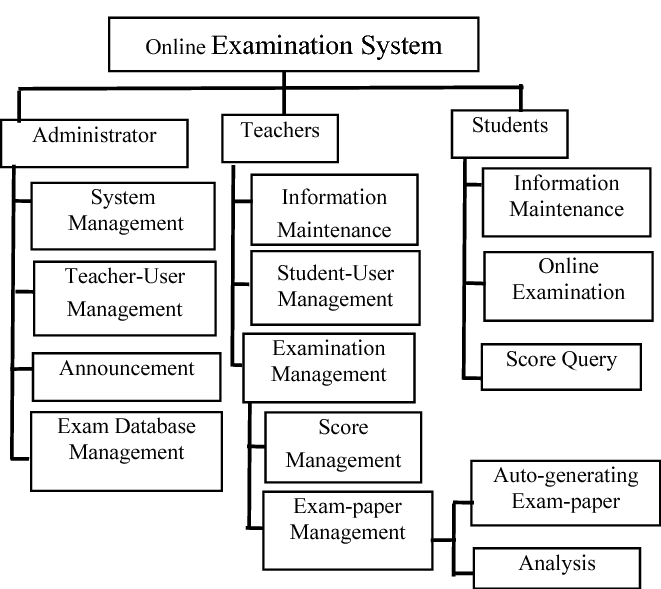 Online Examination System
Administrator
System
Management
Teacher-User
Management
Announcement
Exam Database
Management
Teachers
Information
Maintenance
Student-User
Management
Examination
Management
Score
Management
Exam-paper
Management
Auto-generating
Exam-paper
Analysis
Students
Information
Maintenance
Online
Examination
Score Query